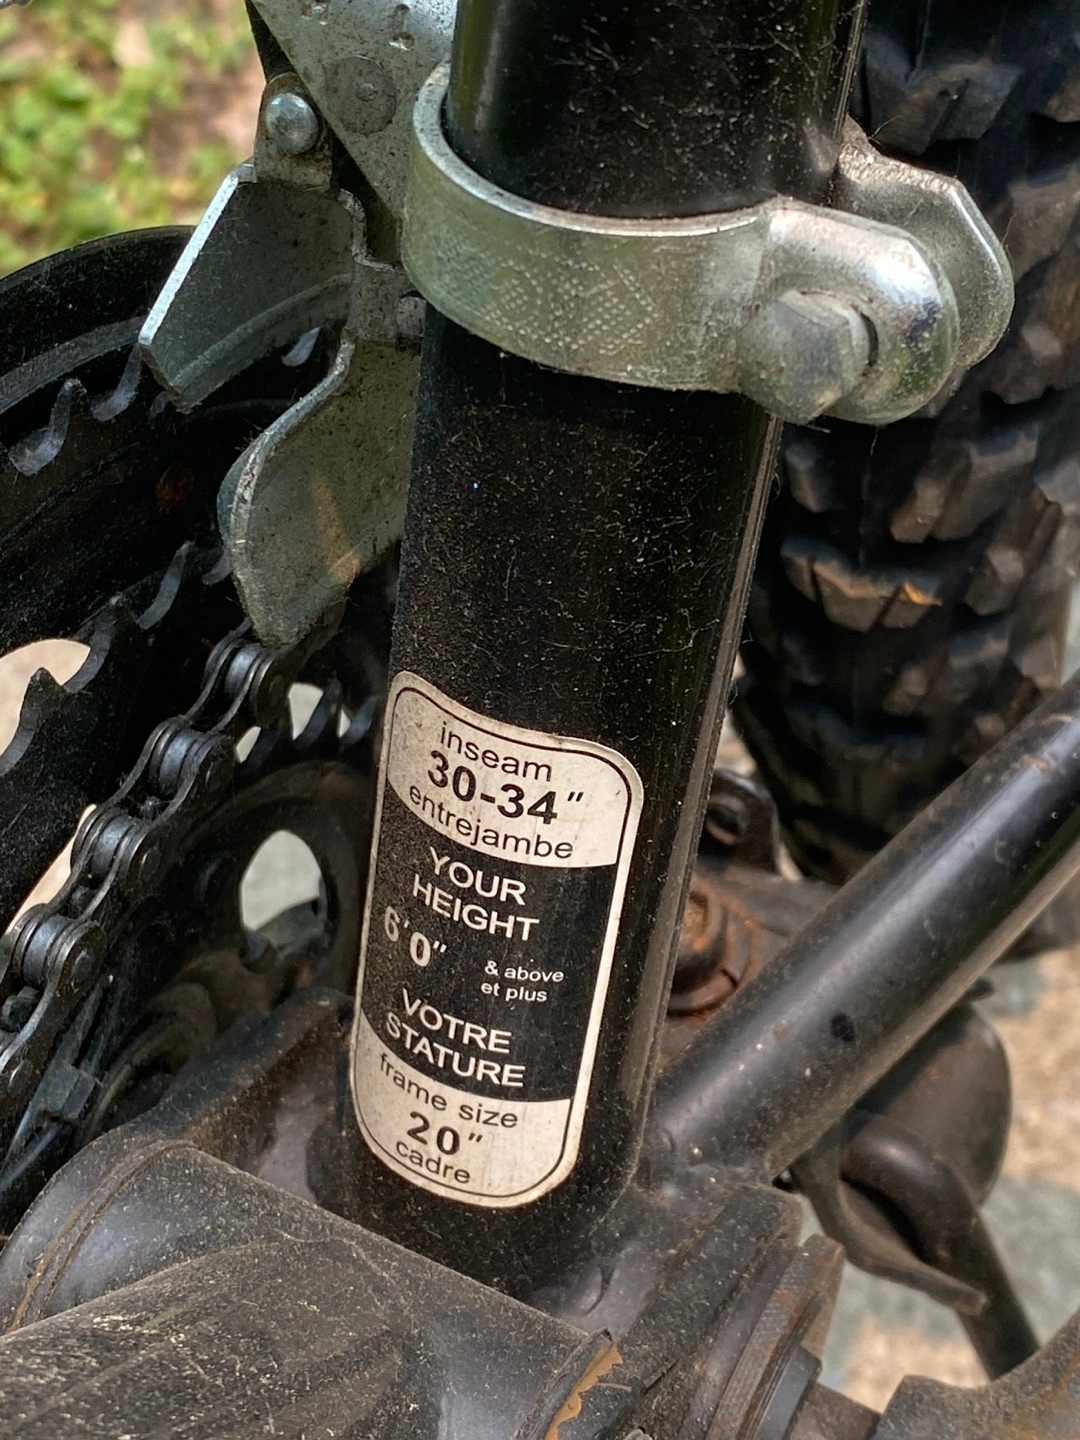 inseam
30-34"
entrejambe
YOUR
HEIGHT
6'0" & above
et plus
VOTRE
STATURE
frame size
20"
cadre